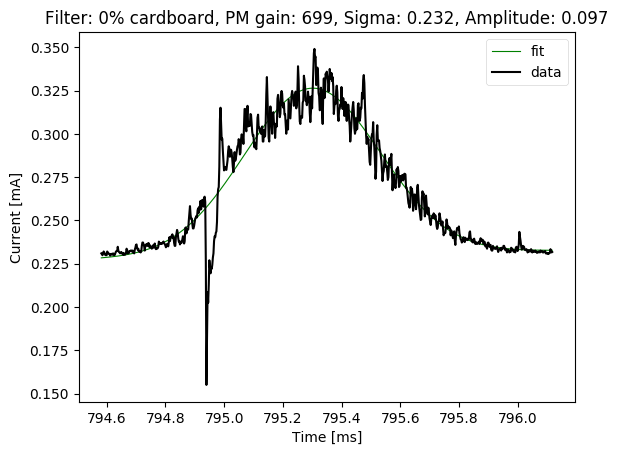 Filter: 0% cardboard, PM gain: 699, Sigma: 0.232, Amplitude: 0.097
fit
data
0.350
0.325
0.300
0.275
0.250
0.225
0.200
0.175
0.150
Current [mA]
794.6 794.8 795.0 795.2 795.4 795.6 795.8 796.0
Time [ms]